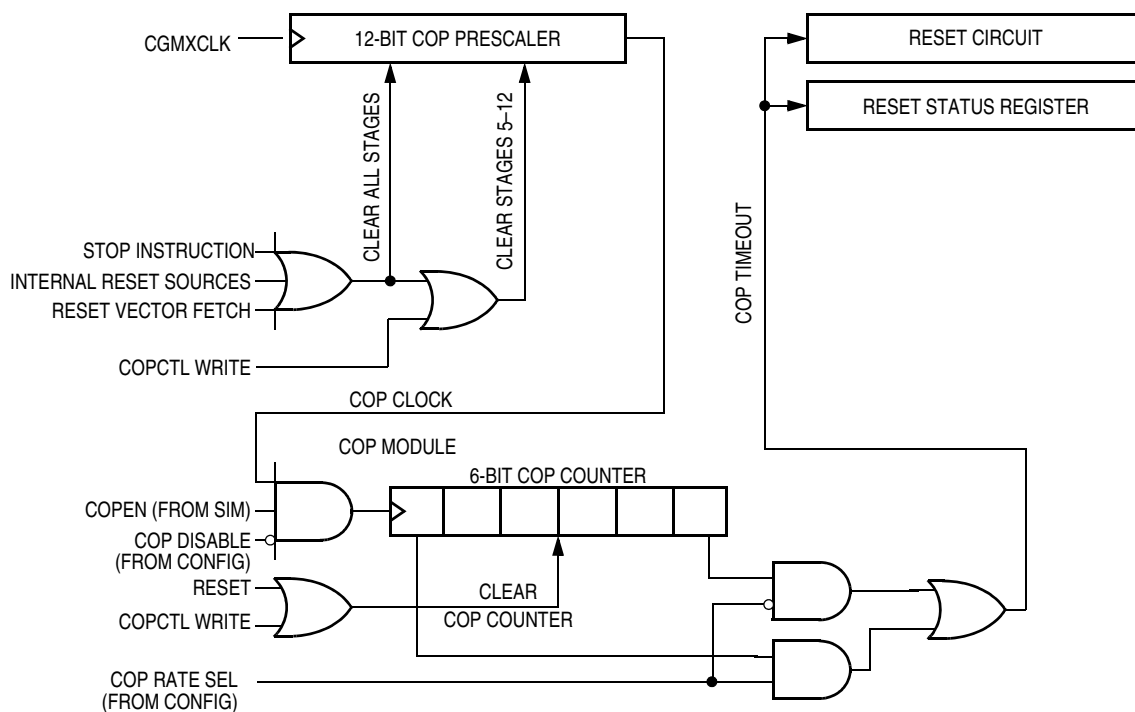 CGMXCLK
12-BIT COP PRESCALER
RESET CIRCUIT
RESET STATUS REGISTER
CLEAR ALL STAGES
CLEAR STAGES 5–12
COP TIMEOUT
STOP INSTRUCTION
INTERNAL RESET SOURCES
RESET VECTOR FETCH
COPCTL WRITE
COP CLOCK
COP MODULE
6-BIT COP COUNTER
COPEN (FROM SIM)
COP DISABLE
(FROM CONFIG)
RESET
COPCTL WRITE
CLEAR
COP COUNTER
COP RATE SEL
(FROM CONFIG)